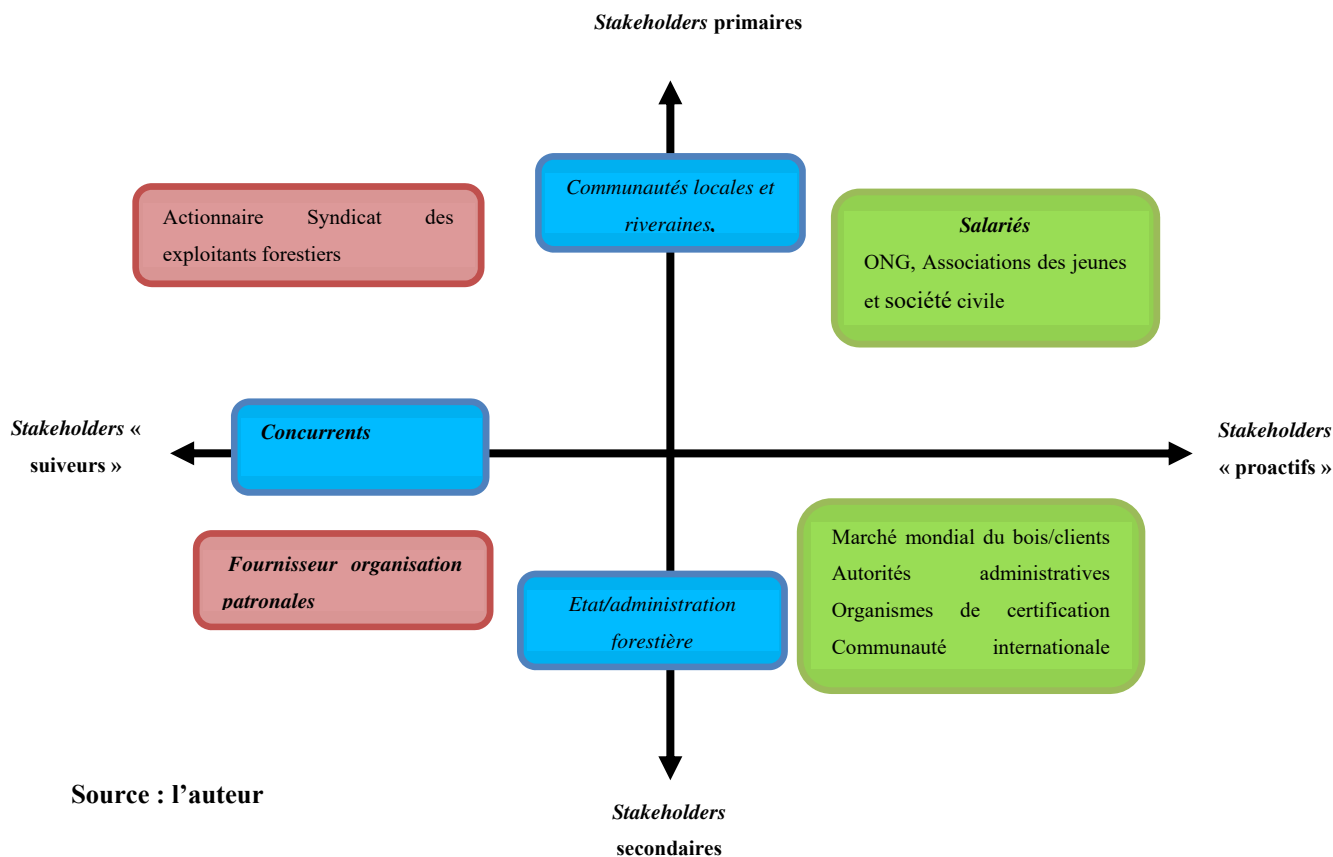 Stakeholders primaires
Communautés locales et
riveraines.
Actionnaire Syndicat des
exploitants forestiers
Salariés
ONG, Associations des jeunes
et société civile
Stakeholders «
suiveurs »
Concurrents
Stakeholders
« proactifs »
Fournisseur organisation
patronales
Etat/administration
forestière
Marché mondial du bois/clients
Autorités administratives
Organismes de certification
Communauté internationale
Source : l’auteur
Stakeholders
secondaires